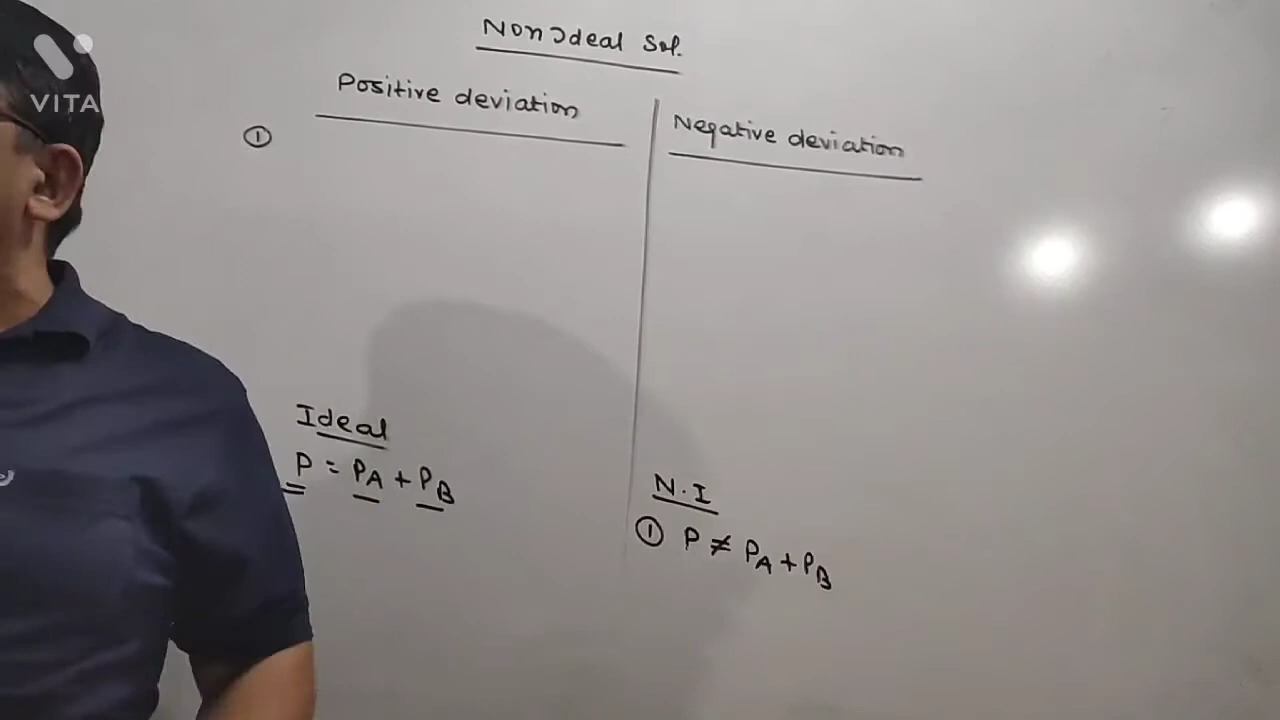 VITA
Non Ideal Sol.
Positive deviation
Negative deviation
①
Ideal
P = PA + PB
N.I
① P ≠ PA + PB